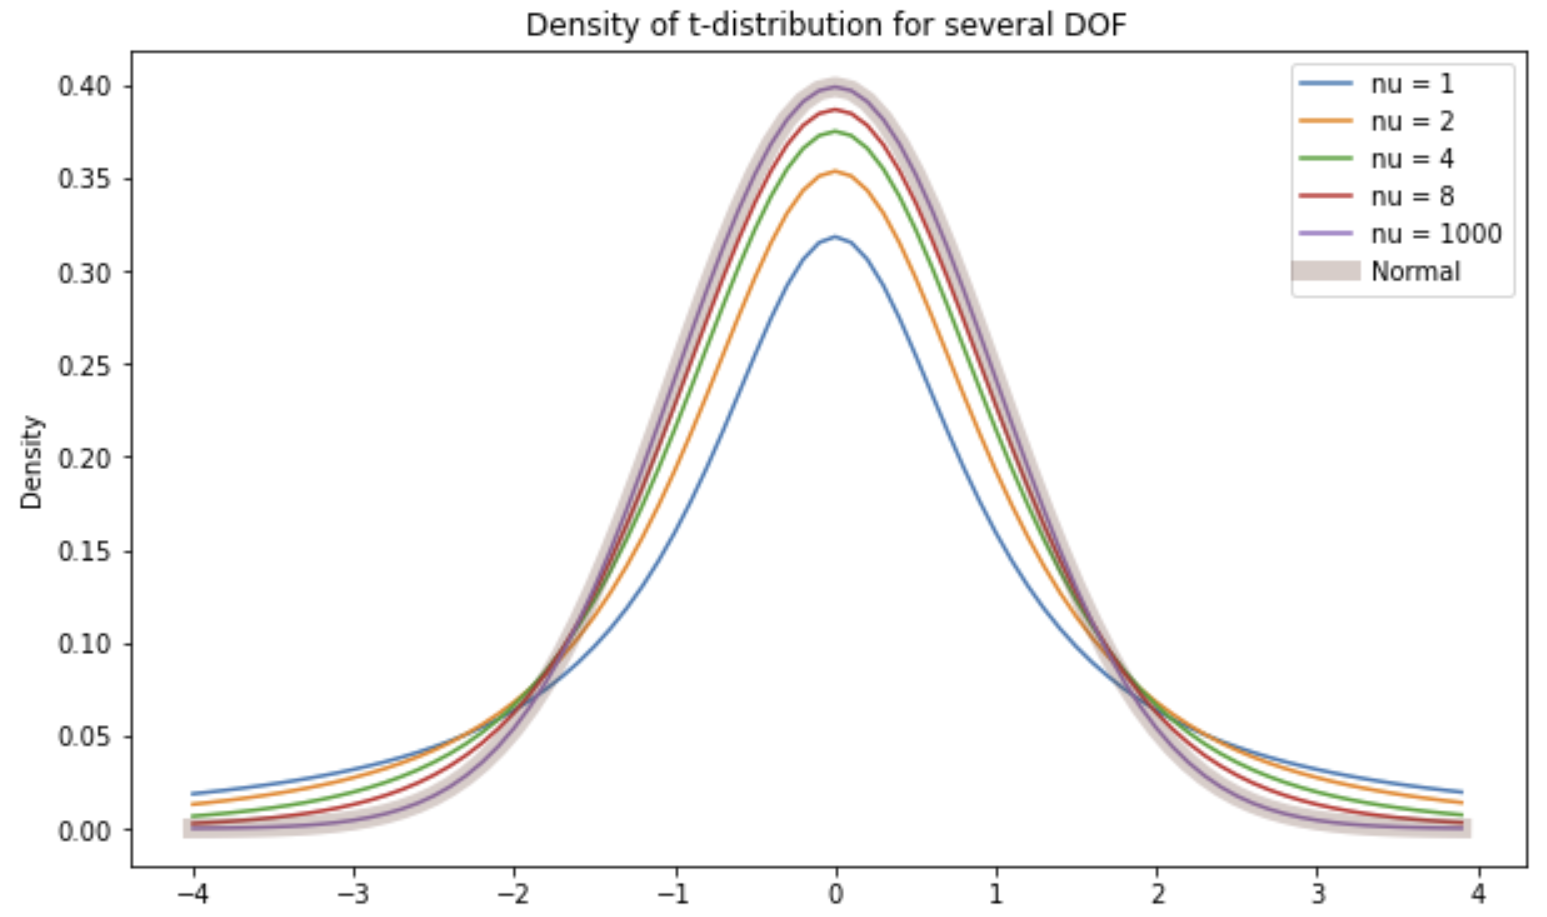 Density of t-distribution for several DOF
0.40
0.35
0.30
0.25
0.20
0.15
0.10
0.05
0.00
Density
nu = 1
nu = 2
nu = 4
nu = 8
nu = 1000
Normal
−4
−3
−2
−1
0
1
2
3
4